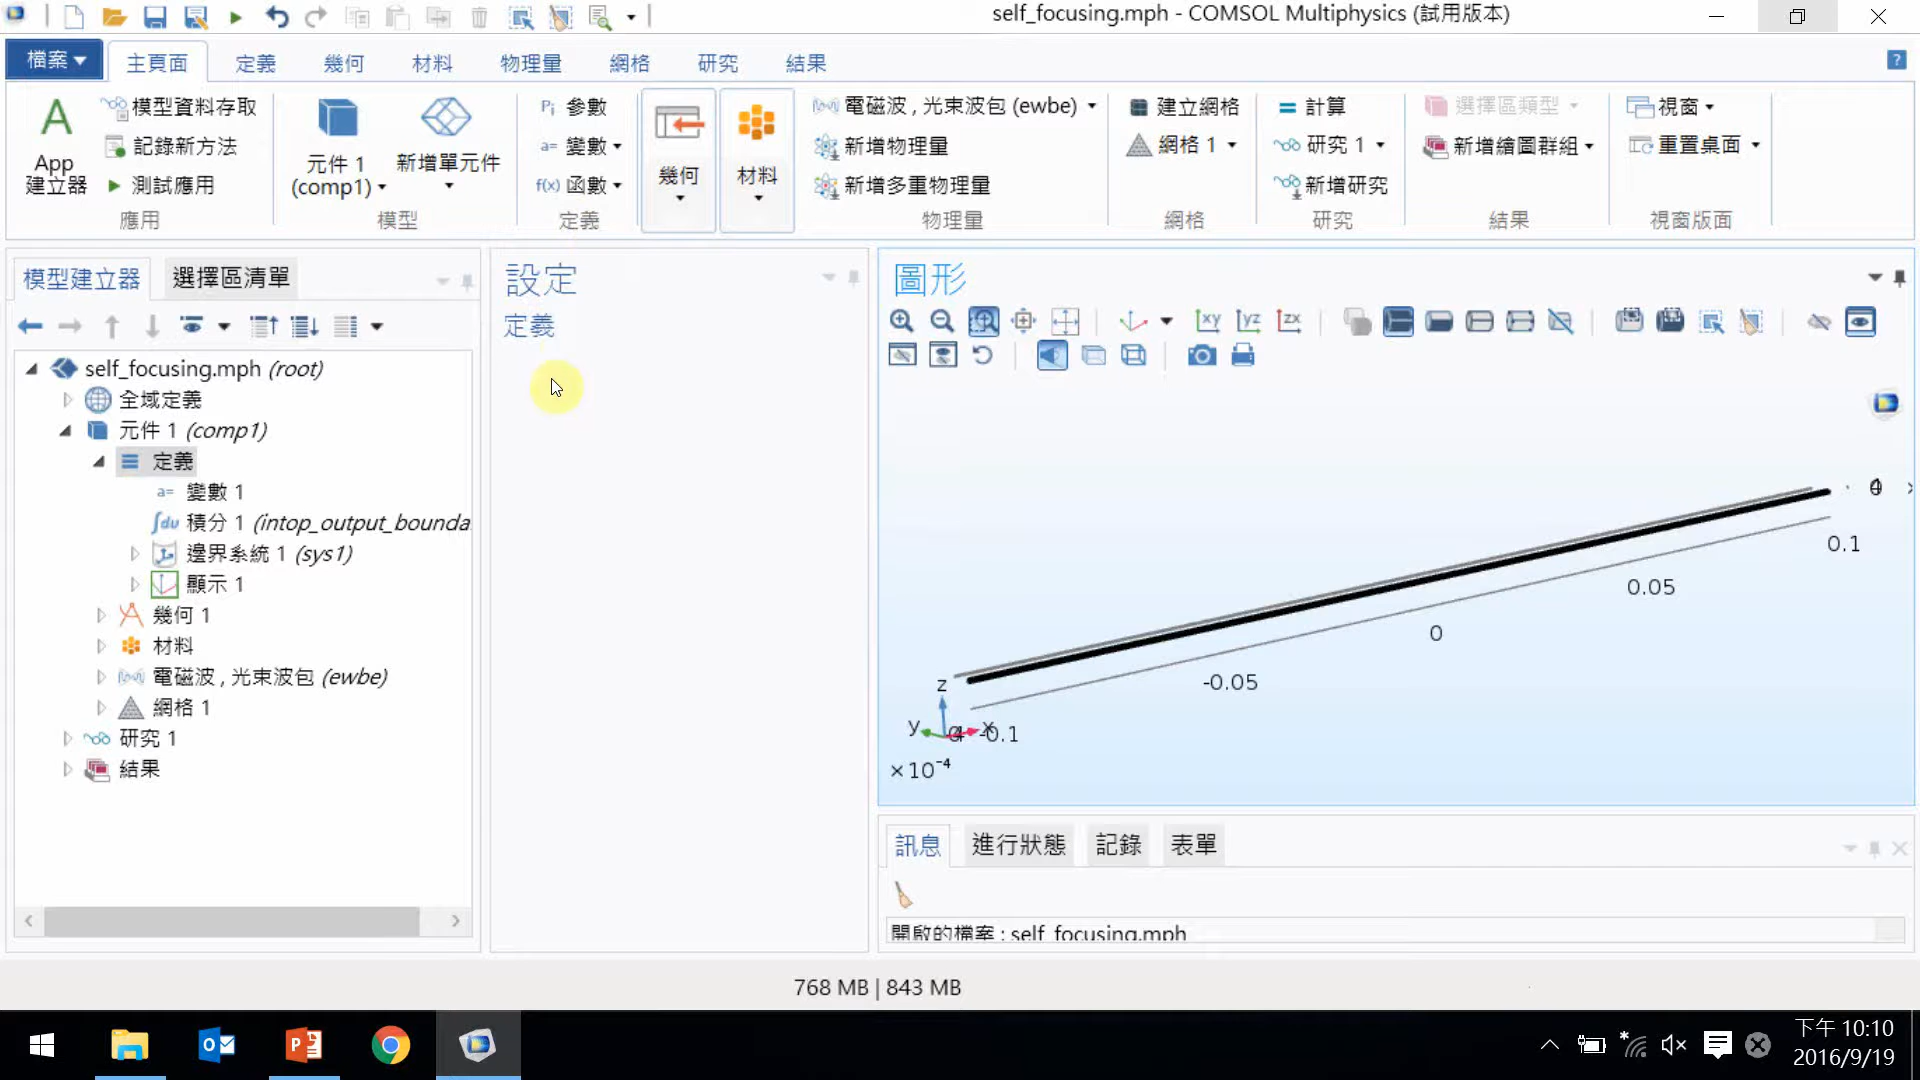 self_focusing.mph - COMSOL Multiphysics (試用版本)
檔案 主頁面 定義 幾何 材料 物理量 網格 研究 結果
A
App
建立器
模型資料存取
記錄新方法
測試應用
應用
元件 1
(comp1)
新增單元件
模型
Pi 參數
a= 變數
f(x) 函數
定義
幾何
材料
電磁波 , 光束波包 (ewbe)
新增物理量
新增多重物理量
物理量
建立網格
網格 1
網格
= 計算
研究 1
新增研究
研究
選擇區類型
新增繪圖群組
結果
視窗
重置桌面
視窗版面
模型建立器 選擇區清單
self_focusing.mph (root)
全域定義
元件 1 (comp1)
定義
a= 變數 1
∫du 積分 1 (intop_output_bounda
邊界系統 1 (sys1)
顯示 1
幾何 1
材料
電磁波 , 光束波包 (ewbe)
網格 1
研究 1
結果
設定
定義
圖形
xy yz zx
0.1
0.05
0
-0.05
-0.1
z
y
x
×10⁻⁴
訊息 進行狀態 記錄 表單
開啟的檔案 : self_focusing.mph
768 MB | 843 MB
下午 10:10
2016/9/19